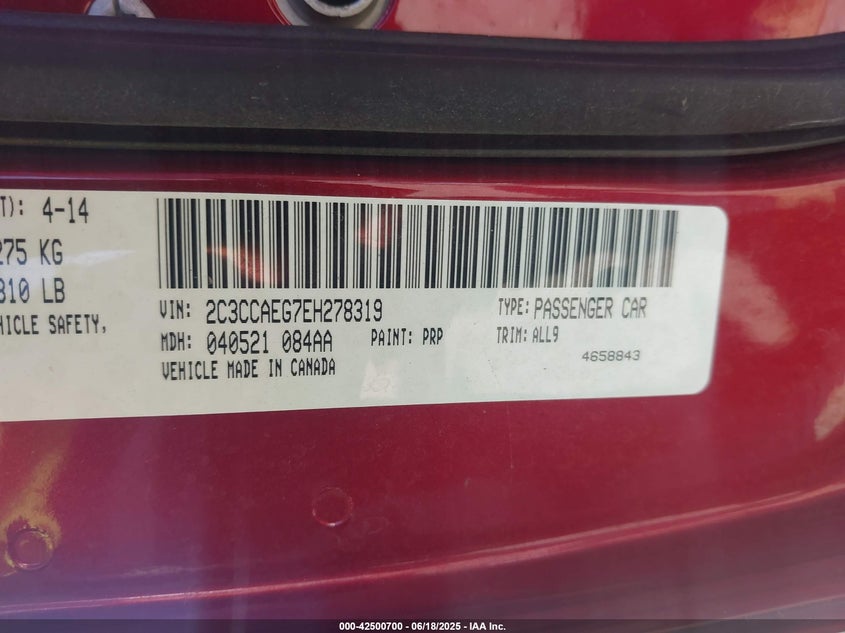 T): 4-14
275 KG
310 LB
HICLE SAFETY,
VIN: 2C3CCAEG7EH278319
TYPE: PASSENGER CAR
MDH: 040521 084AA
PAINT: PRP
TRIM: ALL9
VEHICLE MADE IN CANADA
4658843
000-42500700 - 06/18/2025 - IAA Inc.